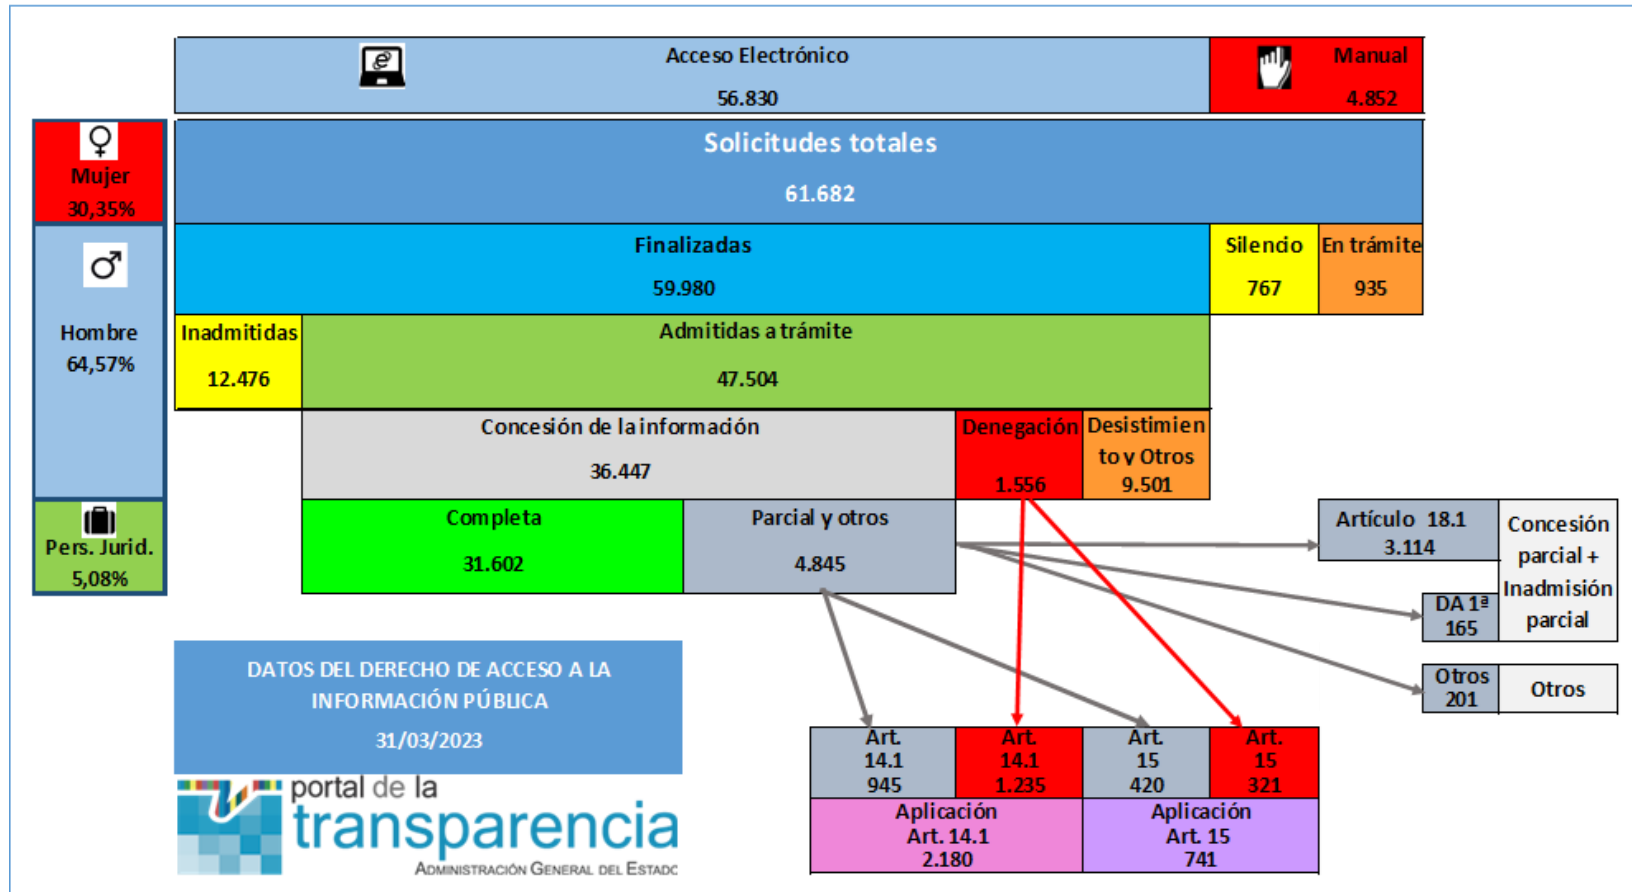 Acceso Electrónico
56.830
Manual
4.852
Mujer
30,35%
Solicitudes totales
61.682
Hombre
64,57%
Finalizadas
59.980
Silencio
767
En trámite
935
Inadmitidas
12.476
Admitidas a trámite
47.504
Concesión de la información
36.447
Denegación
1.556
Desistimien
to y Otros
9.501
Pers. Jurid.
5,08%
Completa
31.602
Parcial y otros
4.845
Artículo 18.1
3.114
Concesión
parcial +
Inadmisión
parcial
DA 1ª
165
Otros
201
Otros
DATOS DEL DERECHO DE ACCESO A LA
INFORMACIÓN PÚBLICA
31/03/2023
Art.
14.1
945
Art.
14.1
1.235
Art.
15
420
Art.
15
321
Aplicación
Art. 14.1
2.180
Aplicación
Art. 15
741
portal de la
transparencia
ADMINISTRACIÓN GENERAL DEL ESTADO